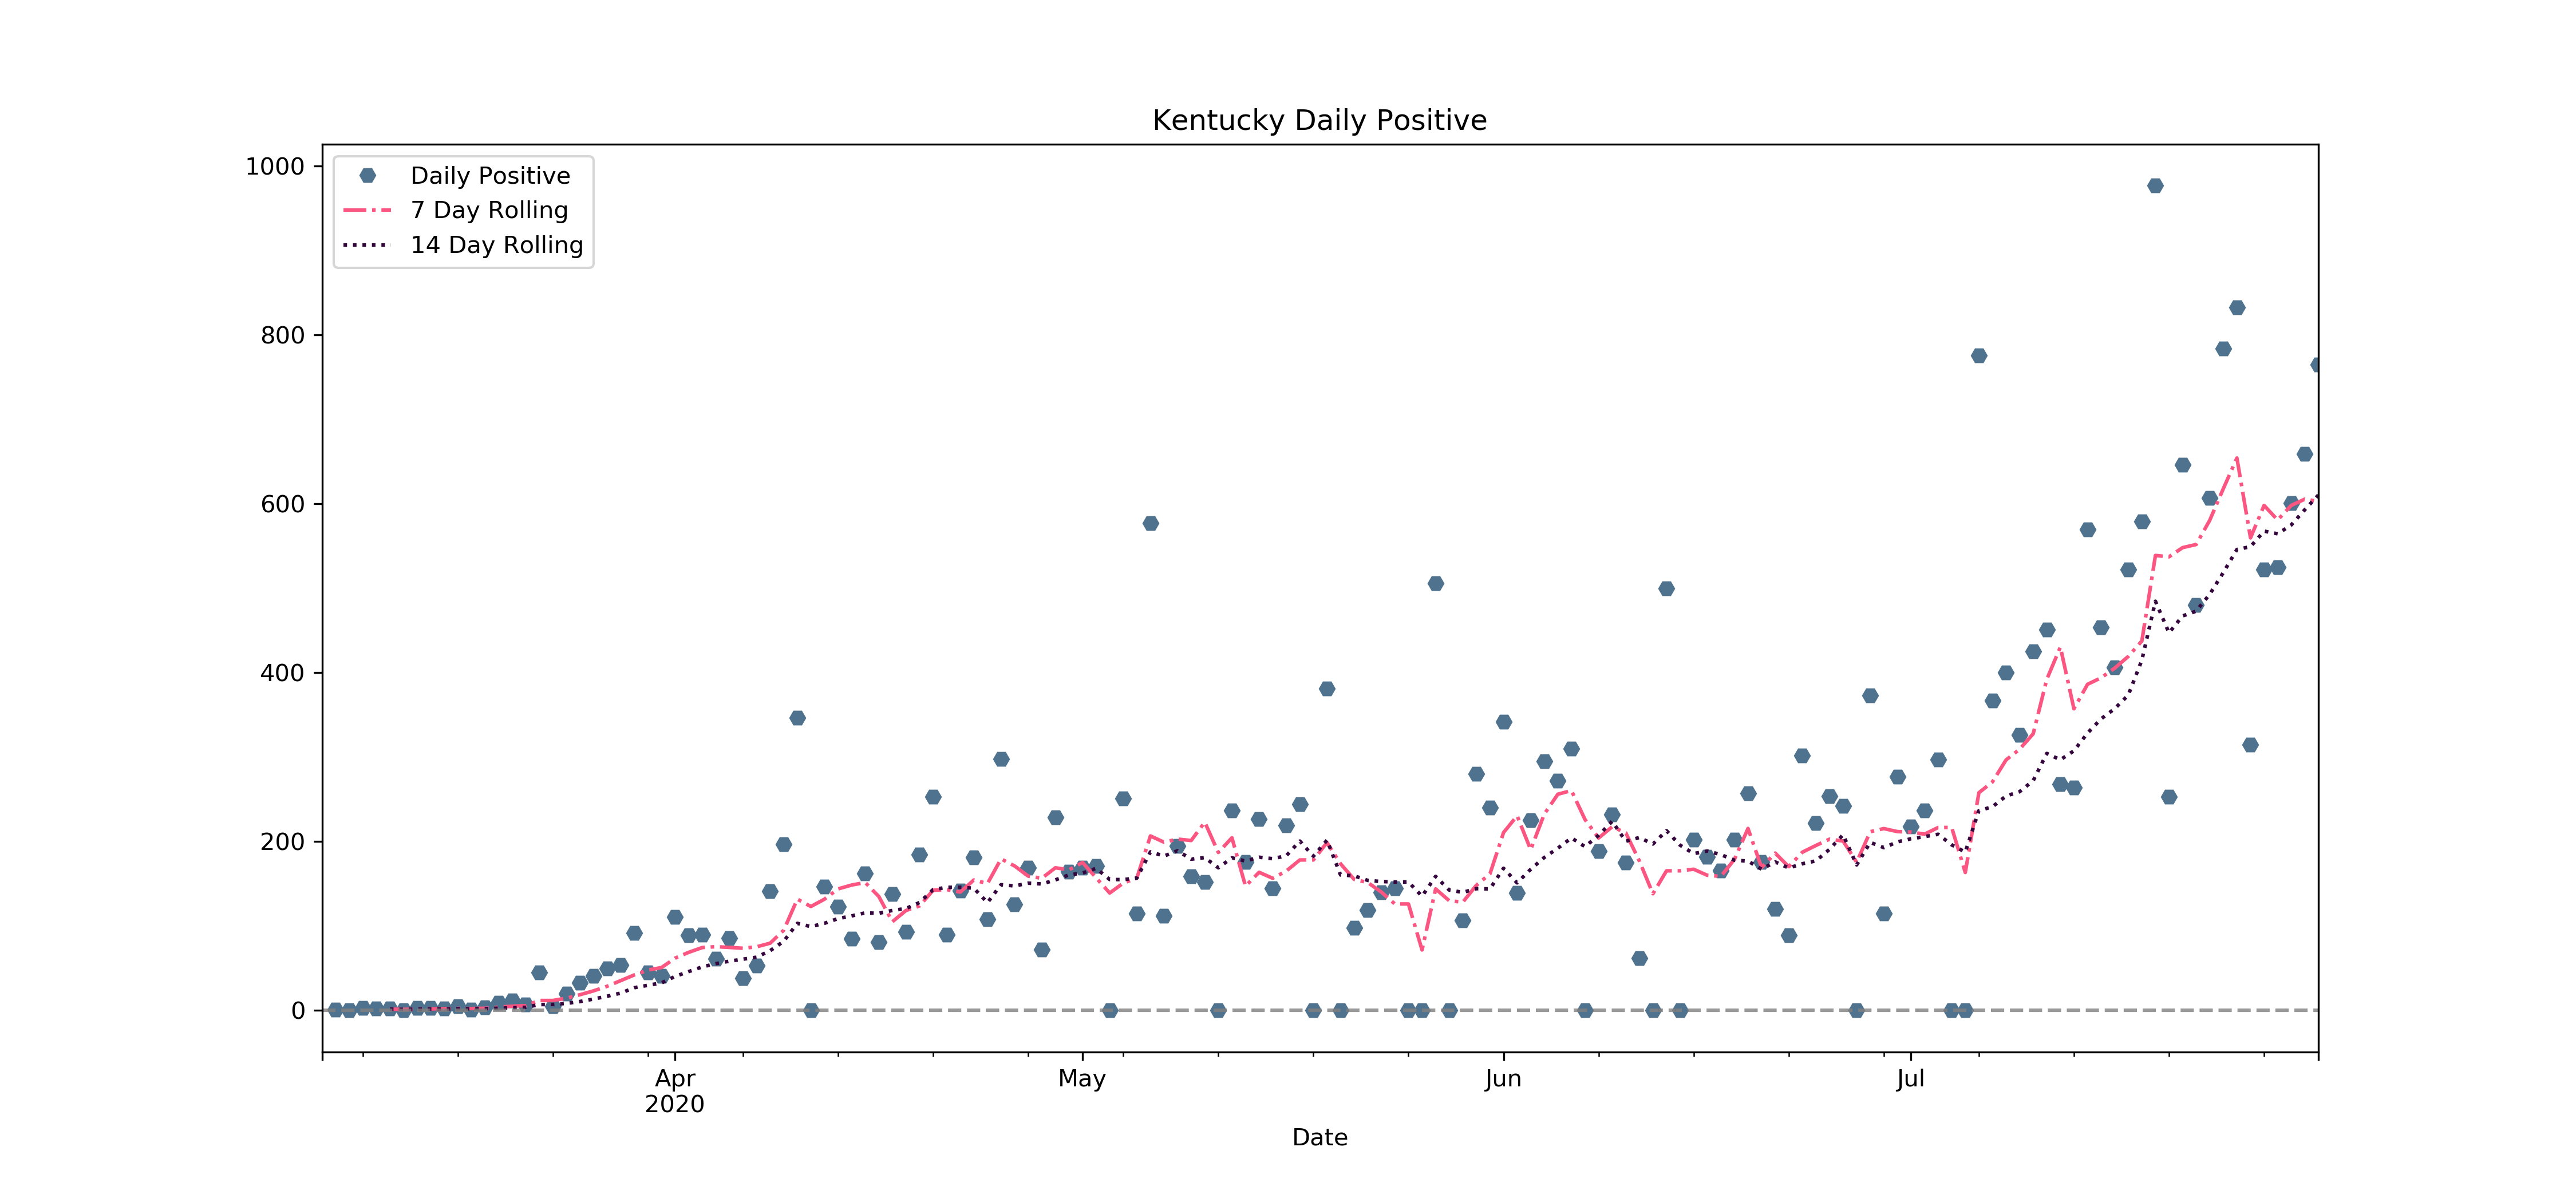 Kentucky Daily Positive
1000
800
600
400
200
0
Daily Positive
7 Day Rolling
14 Day Rolling
Apr
2020
May
Jun
Jul
Date